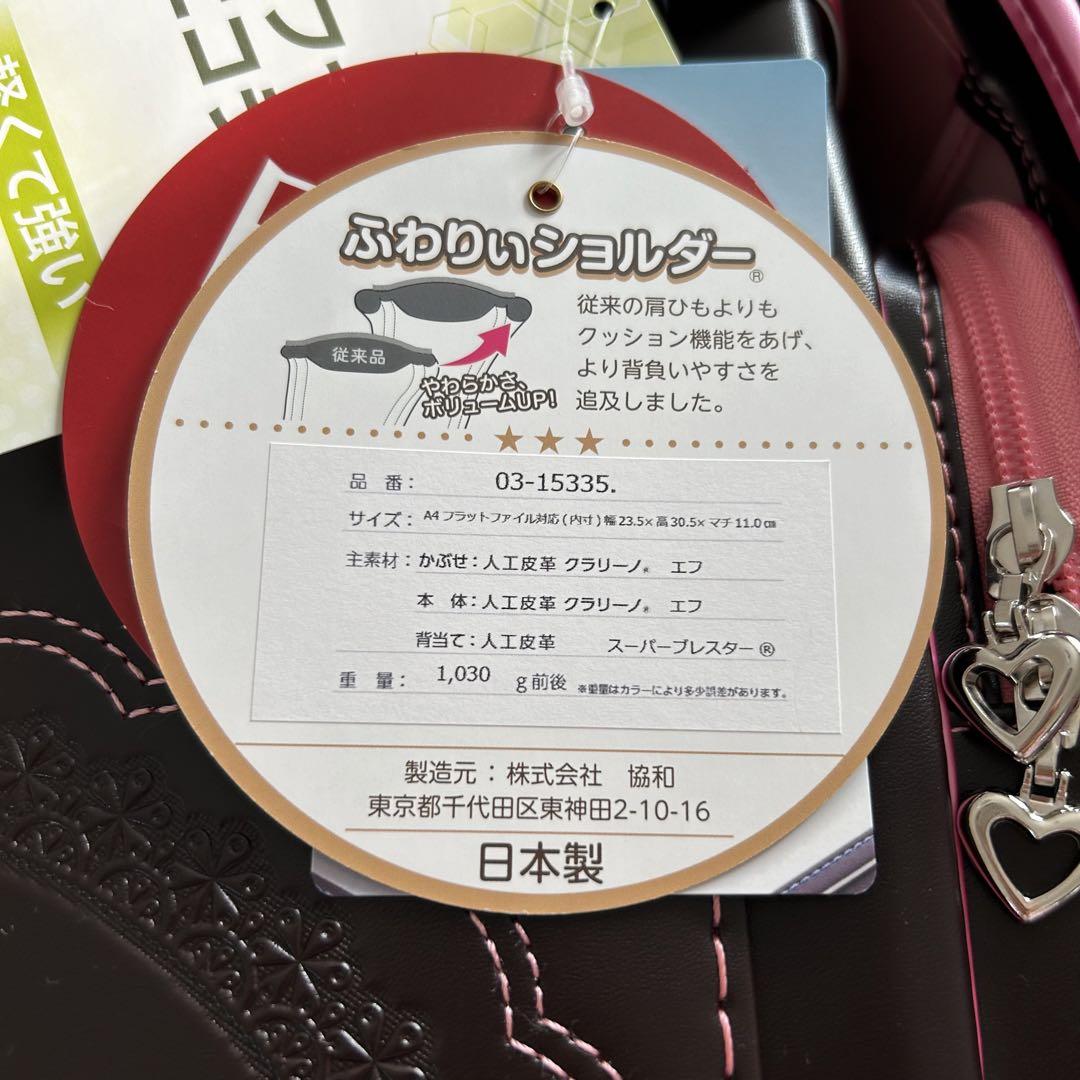 軽くて強い
ふわりぃショルダー®
従来の肩ひもよりも
クッション機能をあげ、
より背負いやすさを
追及しました。
従来品
やわらかさ、
ボリュームUP!
品 番: 03-15335.
サイズ: A4フラットファイル対応(内寸)幅23.5×高30.5×マチ11.0㎝
主素材:かぶせ:人工皮革 クラリーノ® エフ
本 体:人工皮革 クラリーノ® エフ
背当て:人工皮革 スーパーブレスター®
重 量: 1,030 g前後 ※重量はカラーにより多少誤差があります。
製造元:株式会社 協和
東京都千代田区東神田2-10-16
日本製